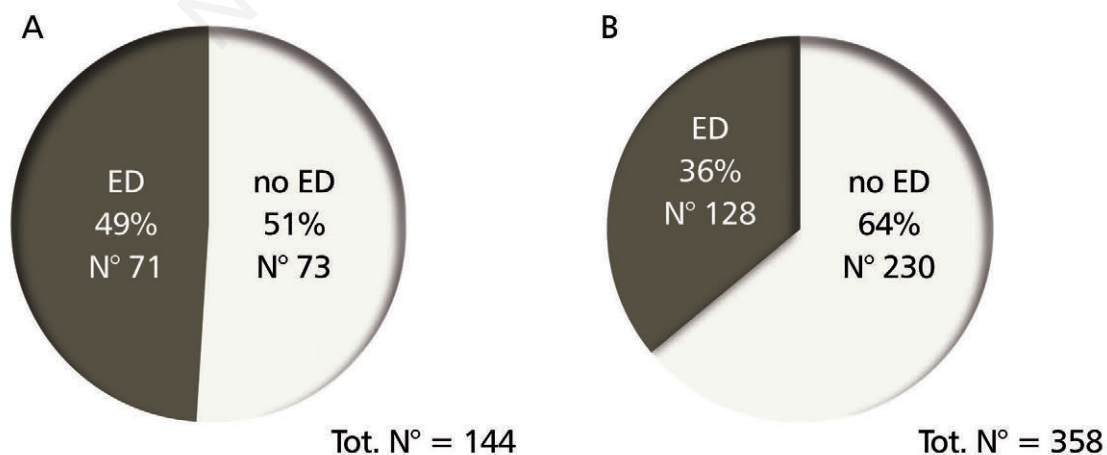 A
ED
49%
N° 71
no ED
51%
N° 73
Tot. N° = 144
B
ED
36%
N° 128
no ED
64%
N° 230
Tot. N° = 358